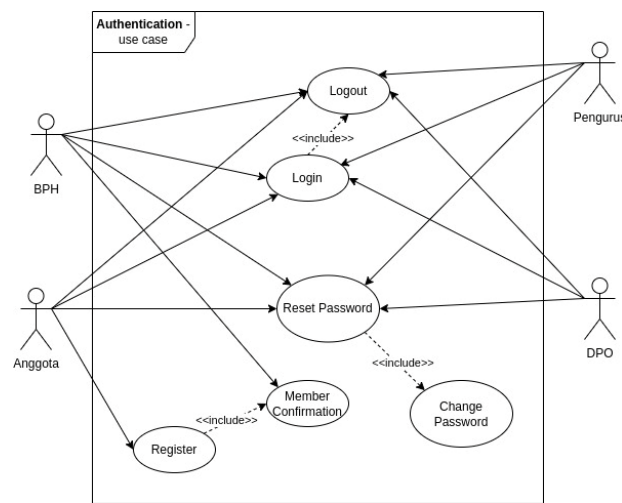 Authentication -
use case
Logout
Pengurus
<<include>>
BPH
Login
Reset Password
Anggota
DPO
<<include>>
Member
Confirmation
Change
Password
<<include>>
Register